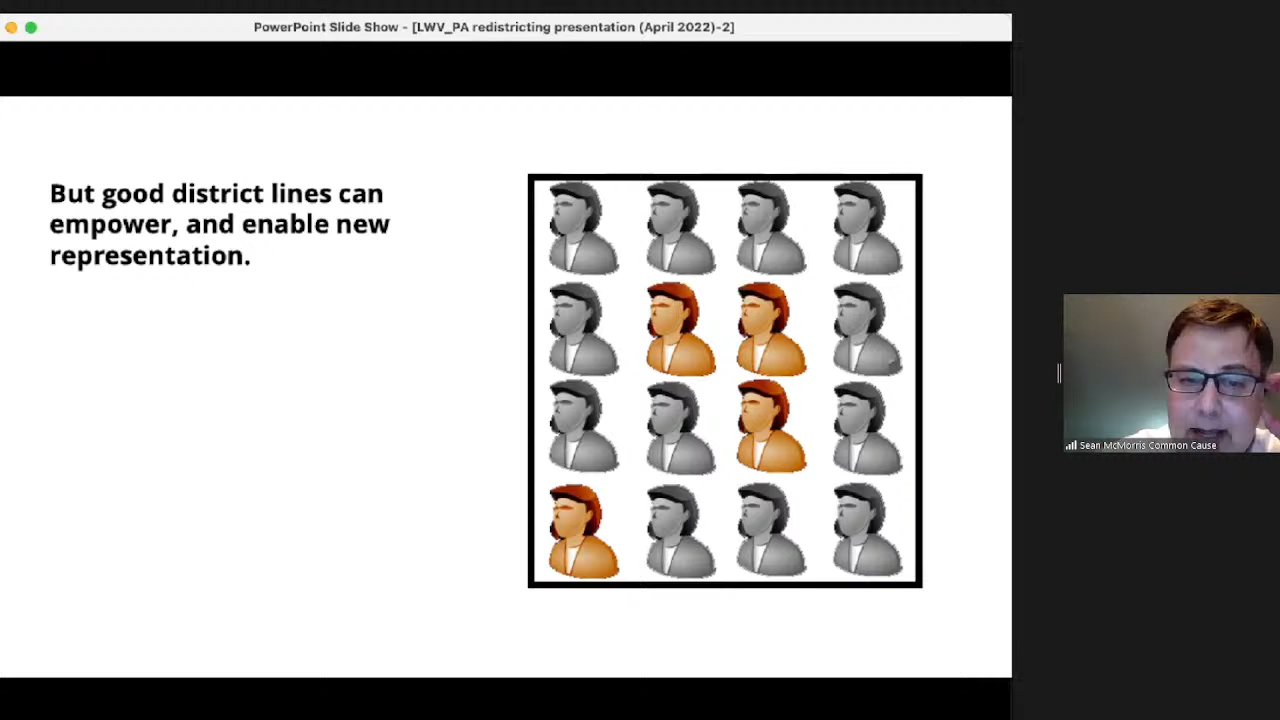 PowerPoint Slide Show - [LWV_PA redistricting presentation (April 2022)-2]
But good district lines can
empower, and enable new
representation.
Sean McMorris Common Cause